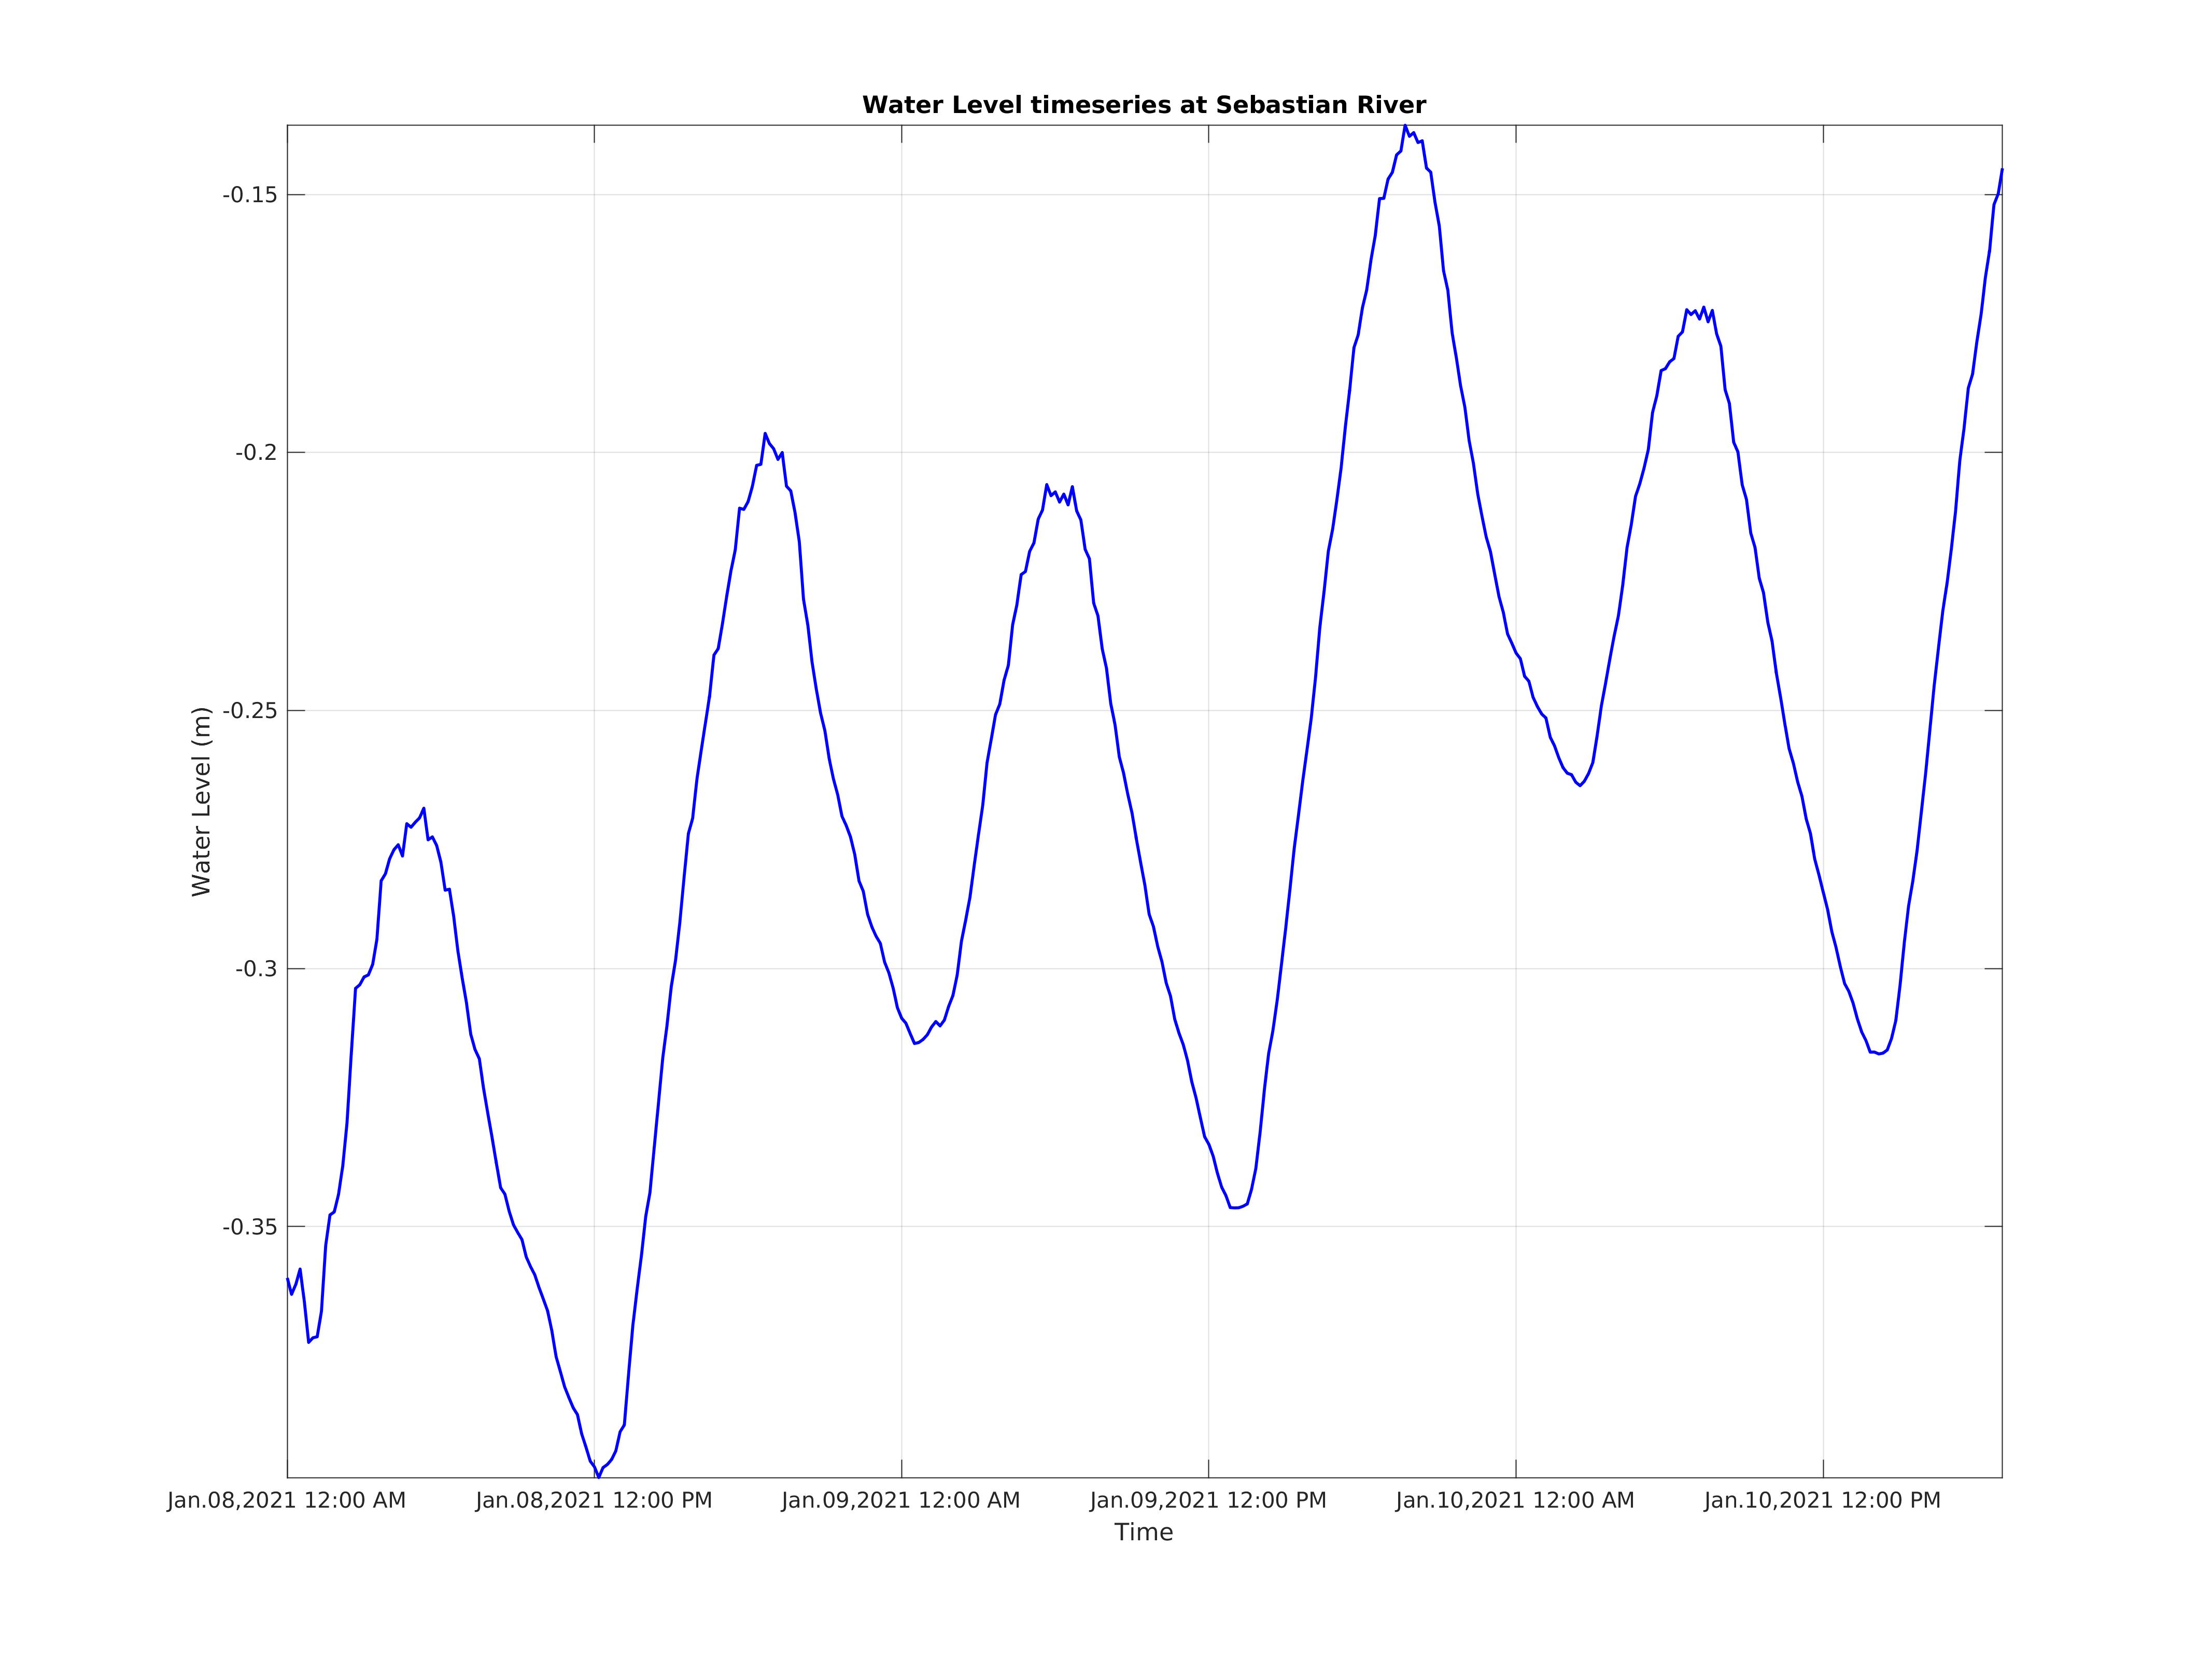 Water Level timeseries at Sebastian River
-0.15
-0.2
-0.25
-0.3
-0.35
Water Level (m)
Jan.08,2021 12:00 AM
Jan.08,2021 12:00 PM
Jan.09,2021 12:00 AM
Jan.09,2021 12:00 PM
Jan.10,2021 12:00 AM
Jan.10,2021 12:00 PM
Time